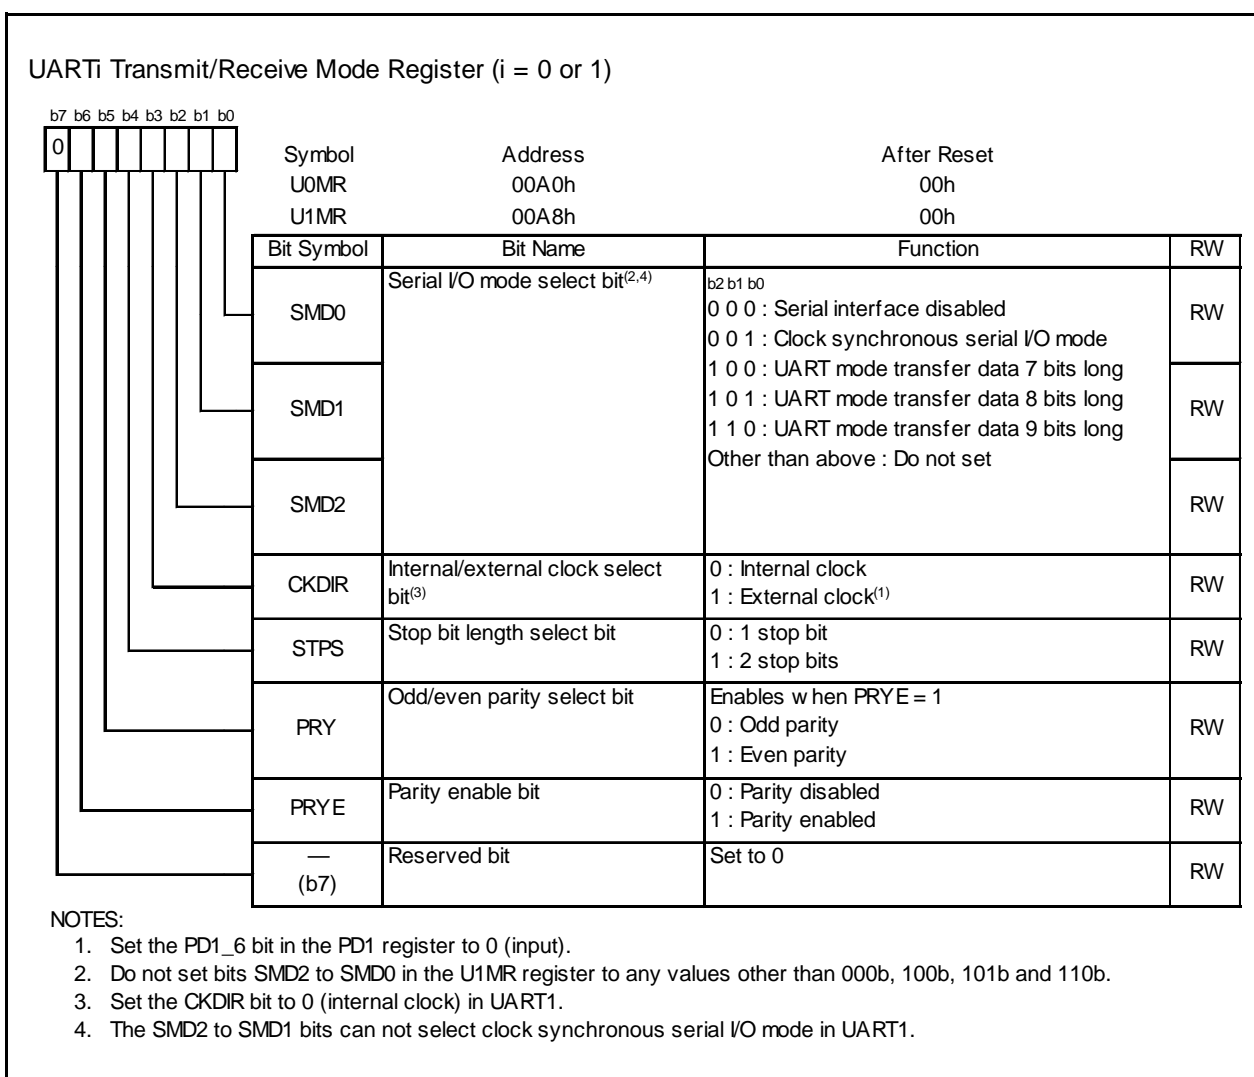 UARTi Transmit/Receive Mode Register (i = 0 or 1)
b7 b6 b5 b4 b3 b2 b1 b0
0
Symbol Address After Reset
U0MR 00A0h 00h
U1MR 00A8h 00h
Bit Symbol Bit Name Function RW
SMD0 Serial I/O mode select bit(2,4) b2 b1 b0
0 0 0 : Serial interface disabled RW
0 0 1 : Clock synchronous serial I/O mode
1 0 0 : UART mode transfer data 7 bits long
SMD1 1 0 1 : UART mode transfer data 8 bits long RW
1 1 0 : UART mode transfer data 9 bits long
Other than above : Do not set
SMD2 RW
CKDIR Internal/external clock select 0 : Internal clock RW
bit(3) 1 : External clock(1)
STPS Stop bit length select bit 0 : 1 stop bit RW
1 : 2 stop bits
Odd/even parity select bit Enables when PRYE = 1
PRY 0 : Odd parity RW
1 : Even parity
PRYE Parity enable bit 0 : Parity disabled RW
1 : Parity enabled
— Reserved bit Set to 0 RW
(b7)
NOTES:
1. Set the PD1_6 bit in the PD1 register to 0 (input).
2. Do not set bits SMD2 to SMD0 in the U1MR register to any values other than 000b, 100b, 101b and 110b.
3. Set the CKDIR bit to 0 (internal clock) in UART1.
4. The SMD2 to SMD1 bits can not select clock synchronous serial I/O mode in UART1.